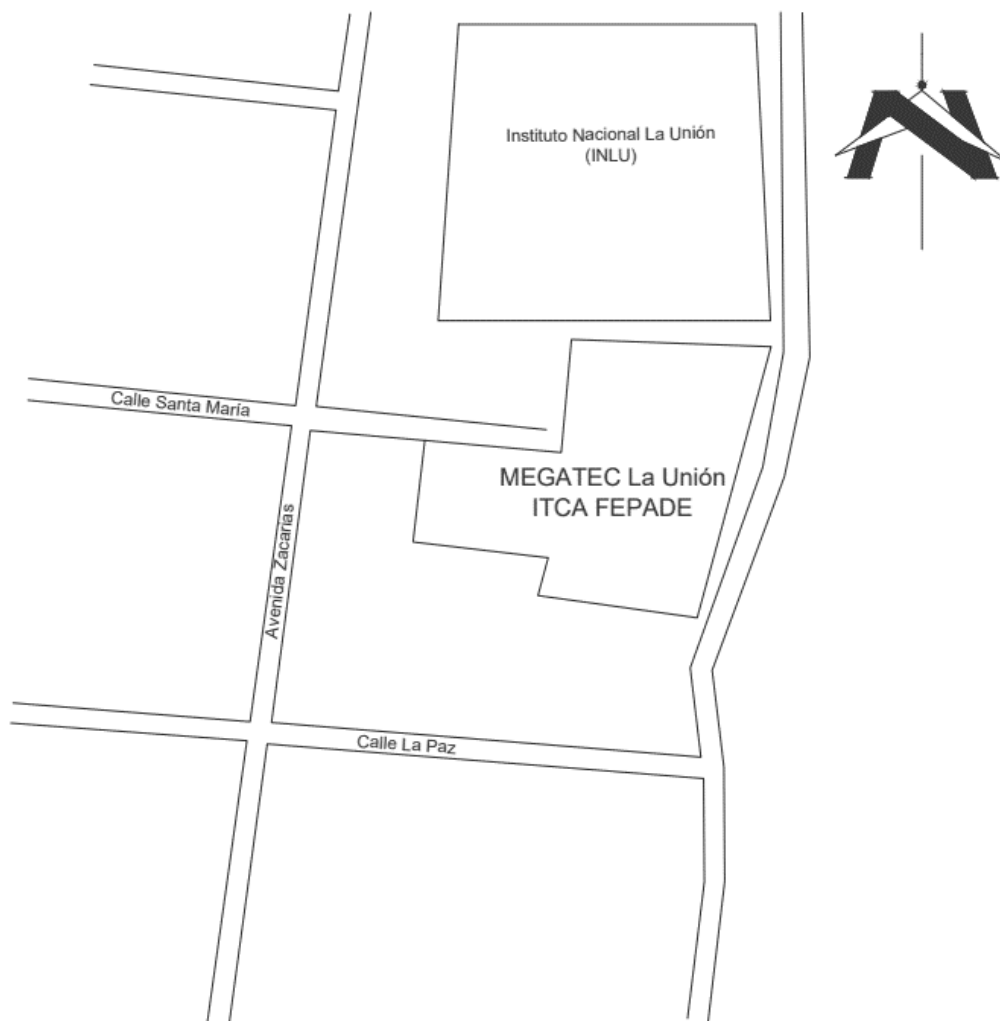 Instituto Nacional La Unión
(INLU)
Calle Santa María
MEGATEC La Unión
ITCA FEPADE
Avenida Zacarías
Calle La Paz
N